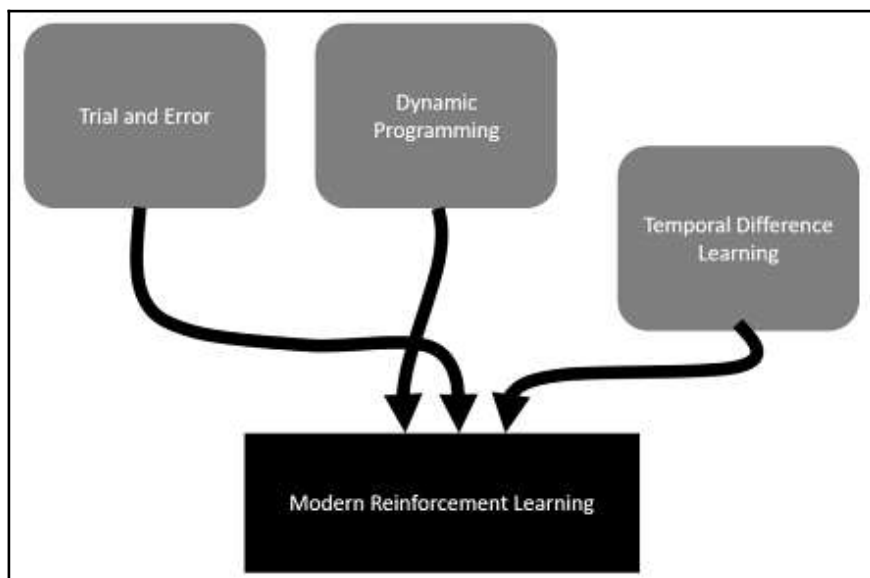 Trial and Error
Dynamic
Programming
Temporal Difference
Learning
Modern Reinforcement Learning